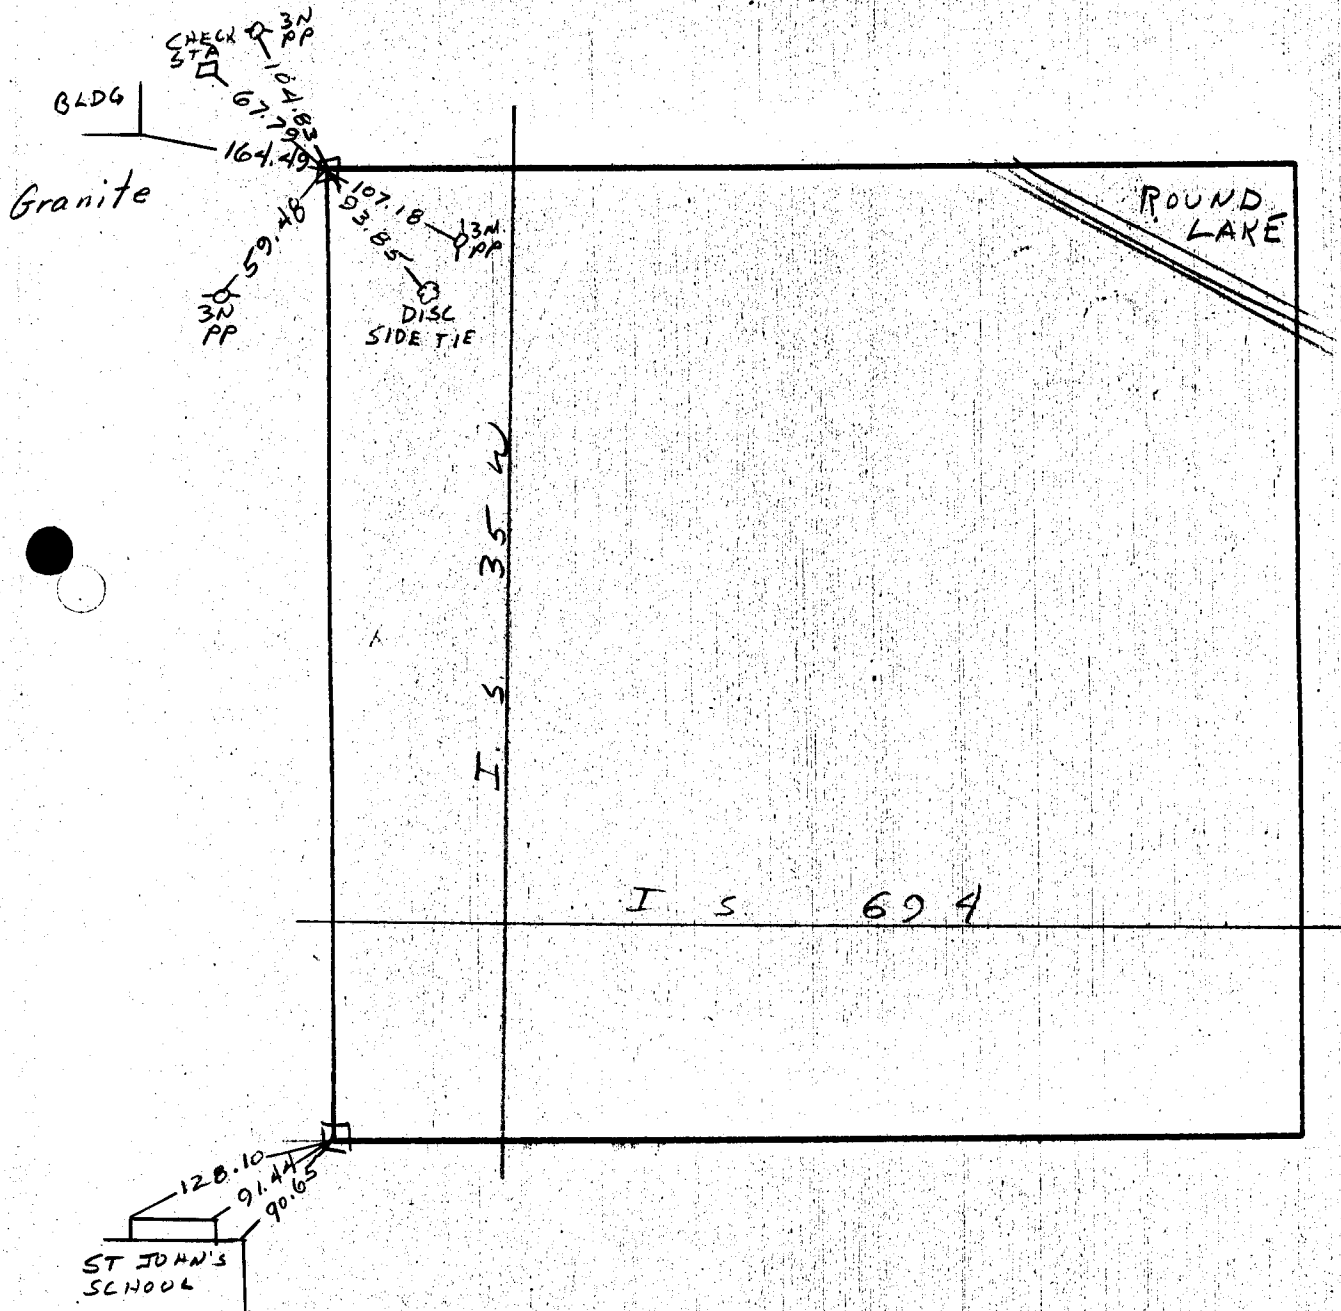 CHECK
STA
3N
PP
104.83
67.79
BLDG
164.49
Granite
59.48
107.18
93.85
3N
PP
3N
PP
DISC
SIDE TIE
ROUND
LAKE
I. S. 35 W
I S 694
128.10
91.44
90.65
ST JOHN'S
SCHOOL